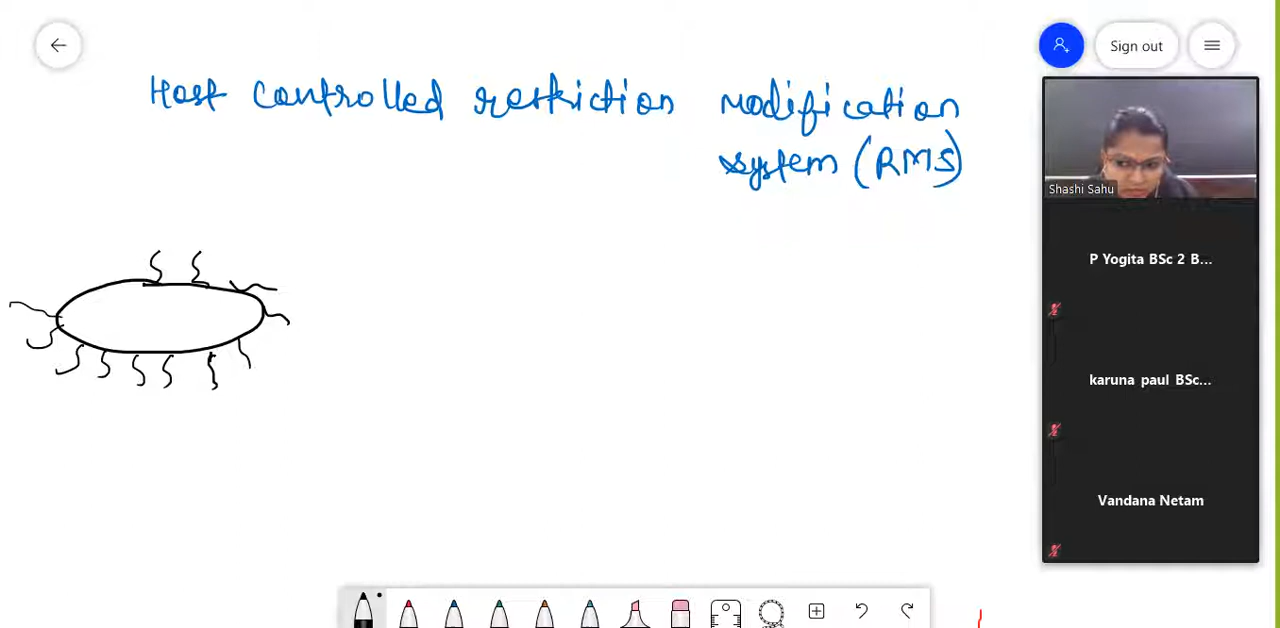 Host controlled restriction modification
system (RMS)
Sign out
Shashi Sahu
P Yogita BSc 2 B...
karuna paul BSc...
Vandana Netam